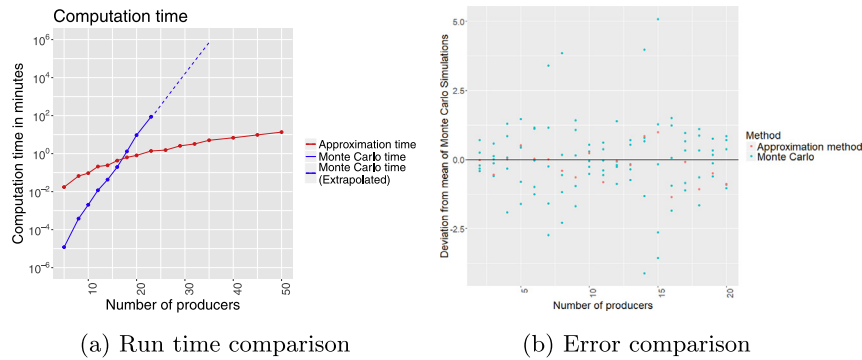 Computation time
Computation time in minutes
10^6
10^4
10^2
10^0
10^-2
10^-4
10^-6
10
20
30
40
50
Number of producers
Approximation time
Monte Carlo time
Monte Carlo time
(Extrapolated)
(a) Run time comparison
Deviation from mean of Monte Carlo Simulations
5.0
2.5
0.0
-2.5
5
10
15
20
Number of producers
Method
Approximation method
Monte Carlo
(b) Error comparison